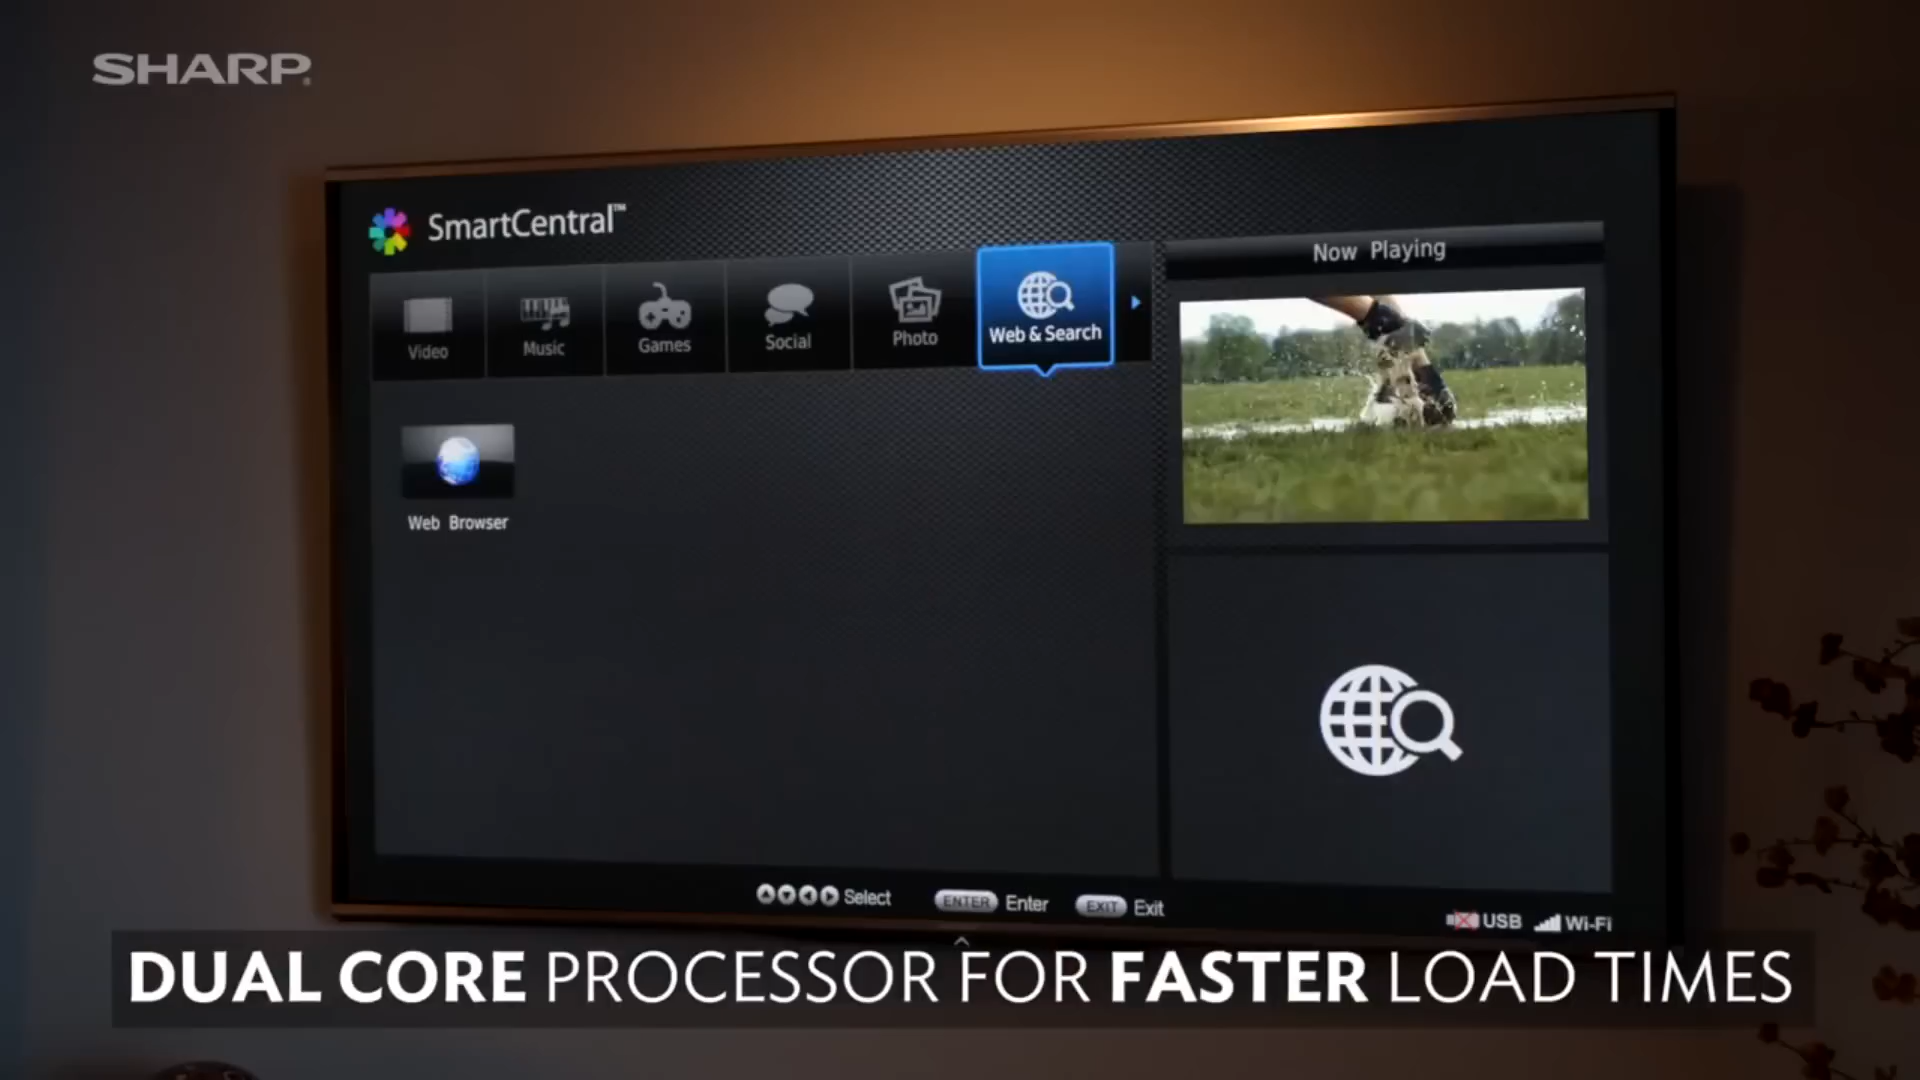 SHARP
SmartCentral™
Video
Music
Games
Social
Photo
Web & Search
Now Playing
Web Browser
Select
ENTER Enter
EXIT Exit
USB
Wi-Fi
DUAL CORE PROCESSOR FOR FASTER LOAD TIMES